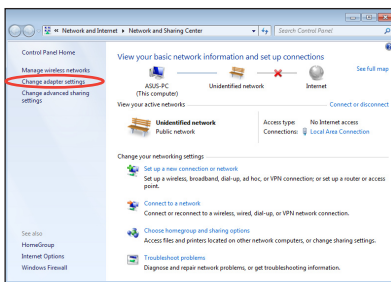 « Network and Internet ▸ Network and Sharing Center
Search Control Panel
Control Panel Home
Manage wireless networks
Change adapter settings
Change advanced sharing
settings
See also
HomeGroup
Internet Options
Windows Firewall
View your basic network information and set up connections
See full map
ASUS-PC
(This computer)
Unidentified network
Internet
View your active networks
Connect or disconnect
Unidentified network
Public network
Access type: No Internet access
Connections: Local Area Connection
Change your networking settings
Set up a new connection or network
Set up a wireless, broadband, dial-up, ad hoc, or VPN connection; or set up a router or access
point.
Connect to a network
Connect or reconnect to a wireless, wired, dial-up, or VPN network connection.
Choose homegroup and sharing options
Access files and printers located on other network computers, or change sharing settings.
Troubleshoot problems
Diagnose and repair network problems, or get troubleshooting information.